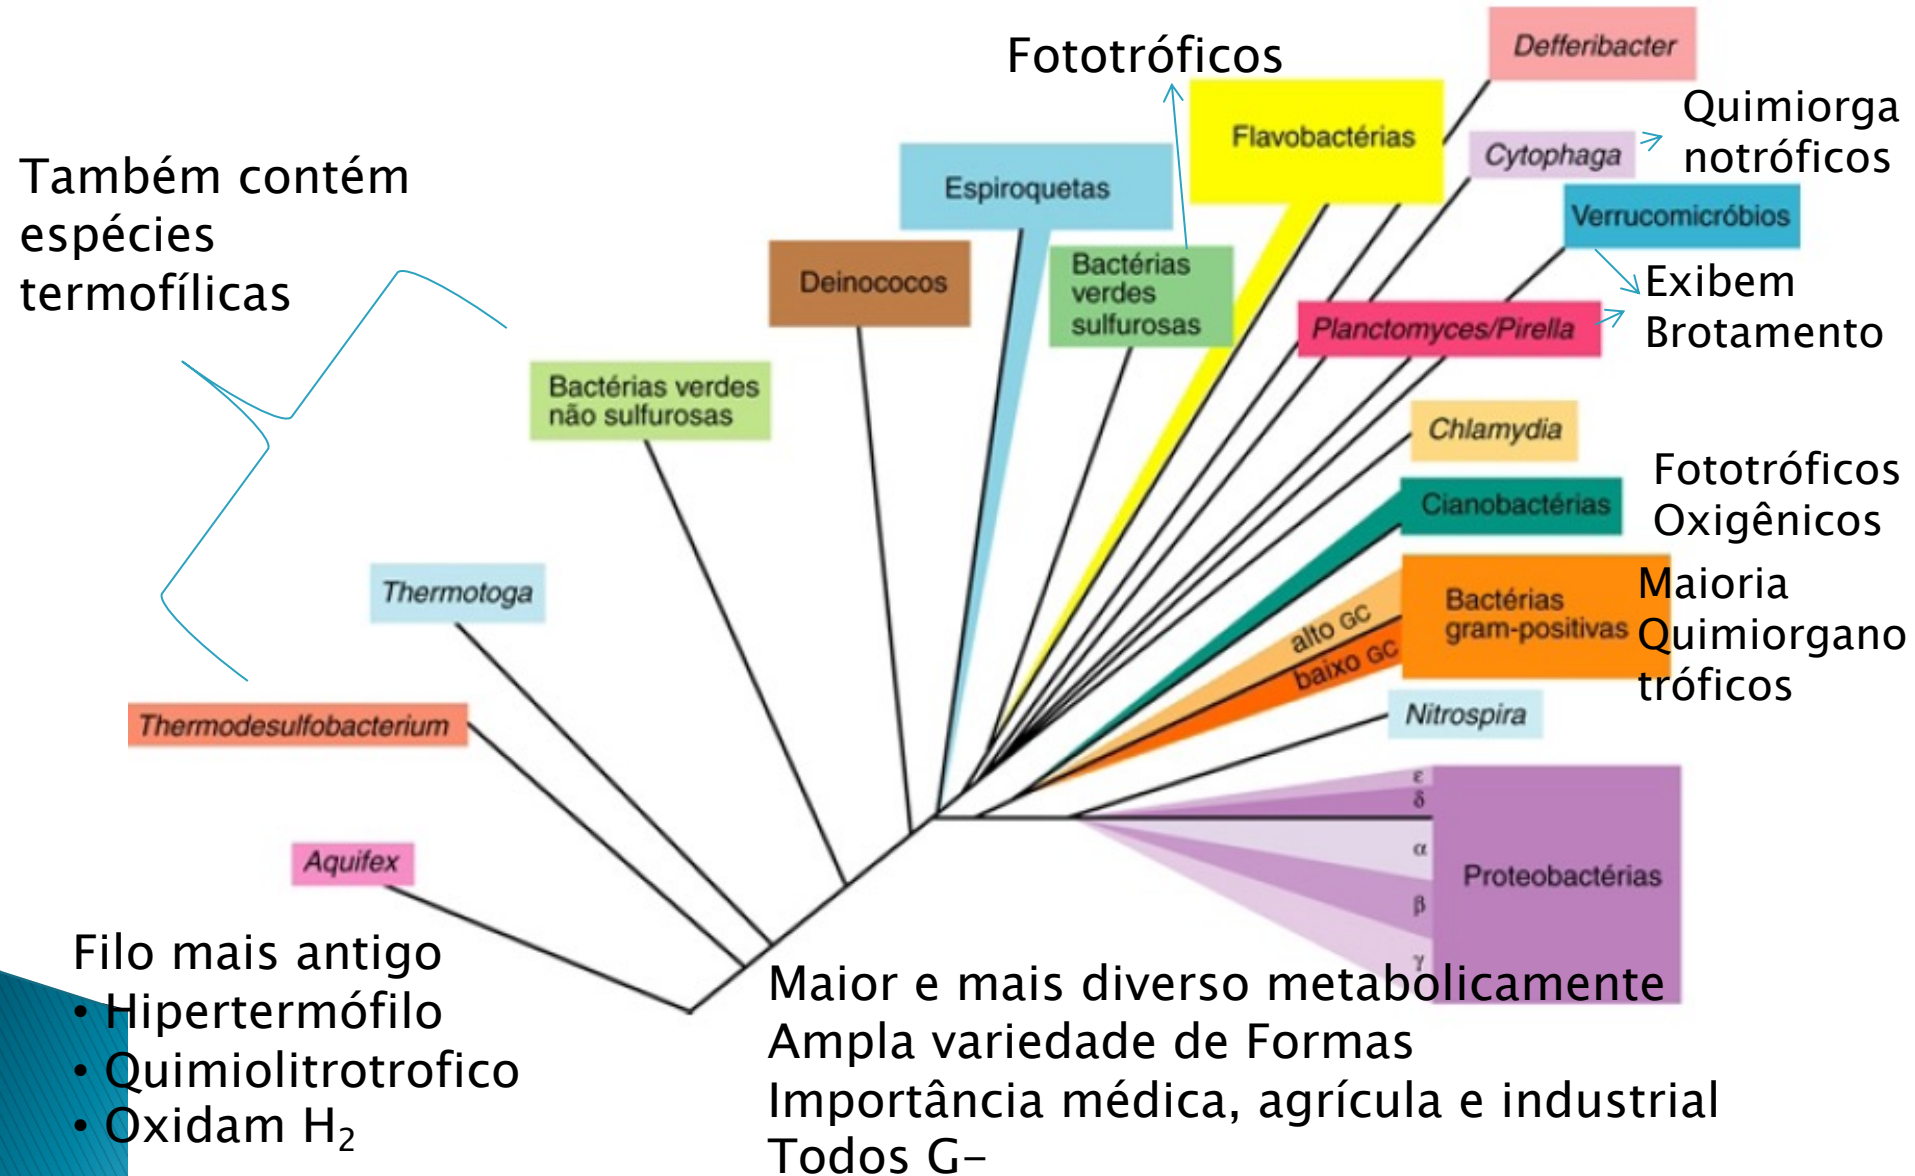 Fototróficos
Defferibacter
Flavobactérias
Quimiorga
notróficos
Cytophaga
Também contém
espécies
termofílicas
Espiroquetas
Verrucomicróbios
Deinococos
Bactérias
verdes
sulfurosas
Exibem
Brotamento
Planctomyces/Pirella
Bactérias verdes
não sulfurosas
Chlamydia
Fototróficos
Oxigênicos
Cianobactérias
Thermotoga
alto GC
baixo GC
Bactérias
gram-positivas
Maioria
Quimiorgano
tróficos
Thermodesulfobacterium
Nitrospira
ε
δ
α
β
γ
Proteobactérias
Aquifex
Filo mais antigo
• Hipertermófilo
• Quimiolitrotrofico
• Oxidam H₂
Maior e mais diverso metabolicamente
Ampla variedade de Formas
Importância médica, agrícula e industrial
Todos G-